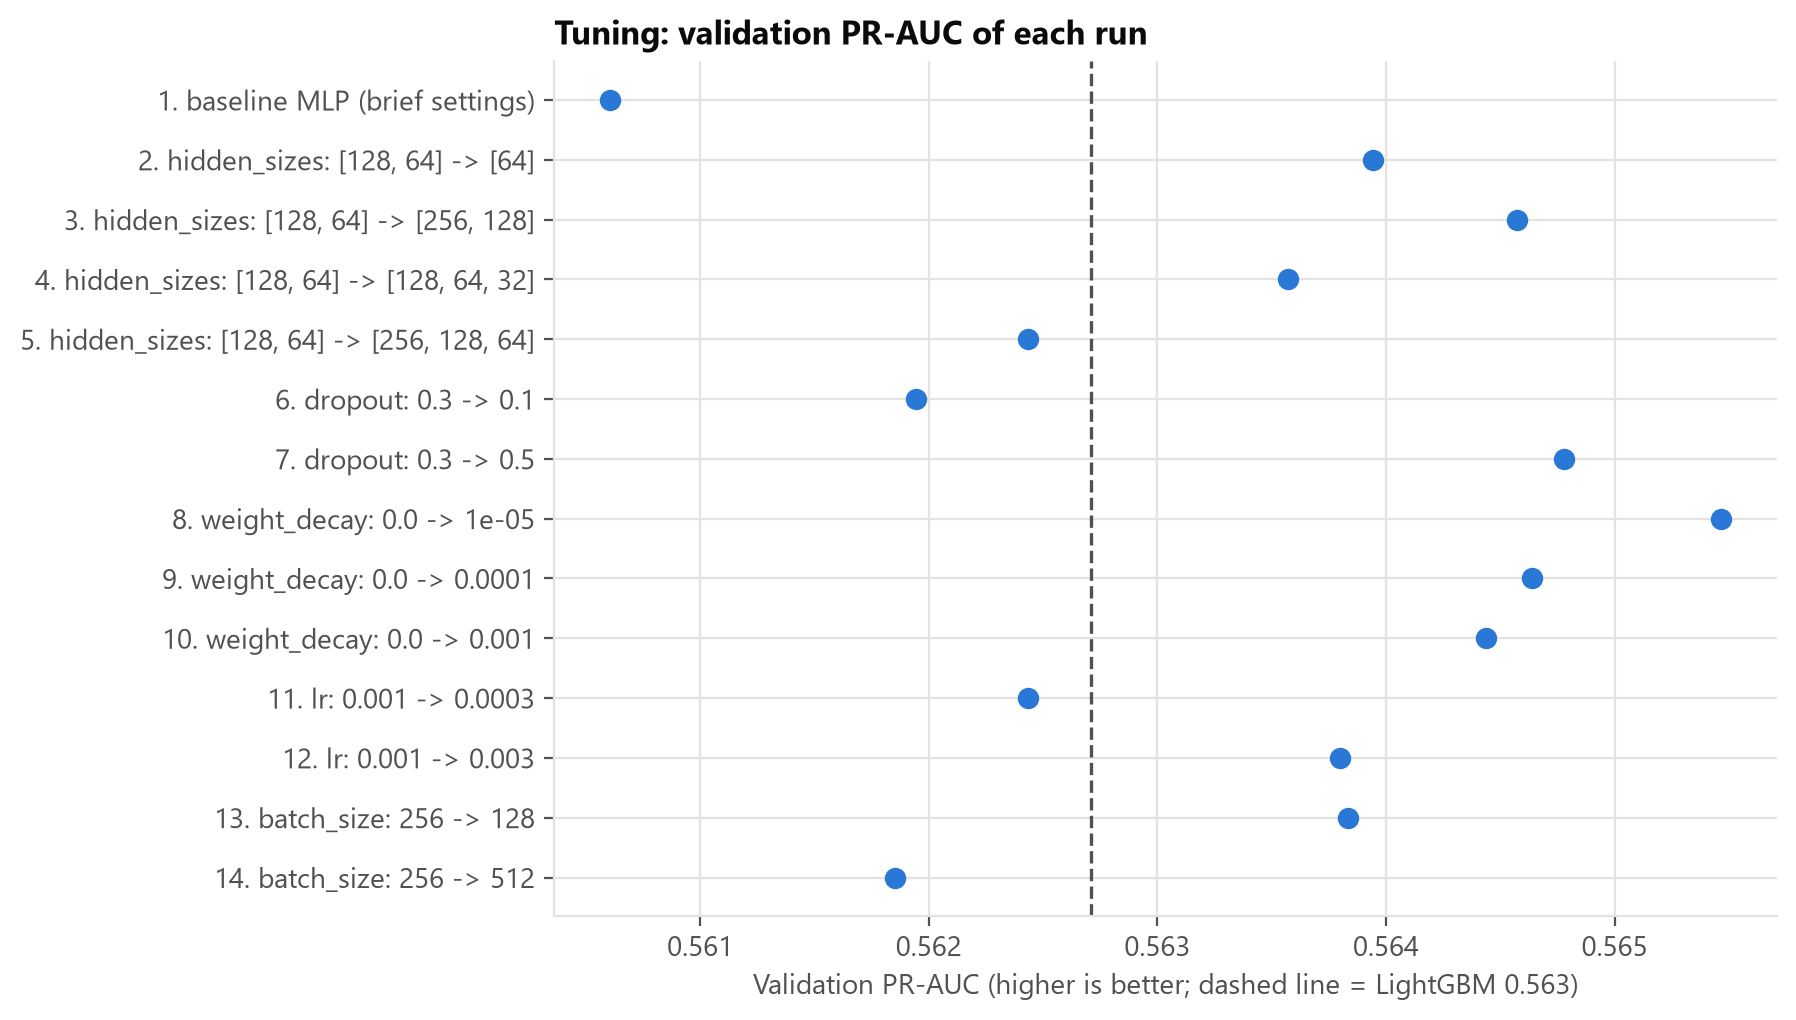 Tuning: validation PR-AUC of each run
1. baseline MLP (brief settings)
2. hidden_sizes: [128, 64] -> [64]
3. hidden_sizes: [128, 64] -> [256, 128]
4. hidden_sizes: [128, 64] -> [128, 64, 32]
5. hidden_sizes: [128, 64] -> [256, 128, 64]
6. dropout: 0.3 -> 0.1
7. dropout: 0.3 -> 0.5
8. weight_decay: 0.0 -> 1e-05
9. weight_decay: 0.0 -> 0.0001
10. weight_decay: 0.0 -> 0.001
11. lr: 0.001 -> 0.0003
12. lr: 0.001 -> 0.003
13. batch_size: 256 -> 128
14. batch_size: 256 -> 512
0.561 0.562 0.563 0.564 0.565
Validation PR-AUC (higher is better; dashed line = LightGBM 0.563)